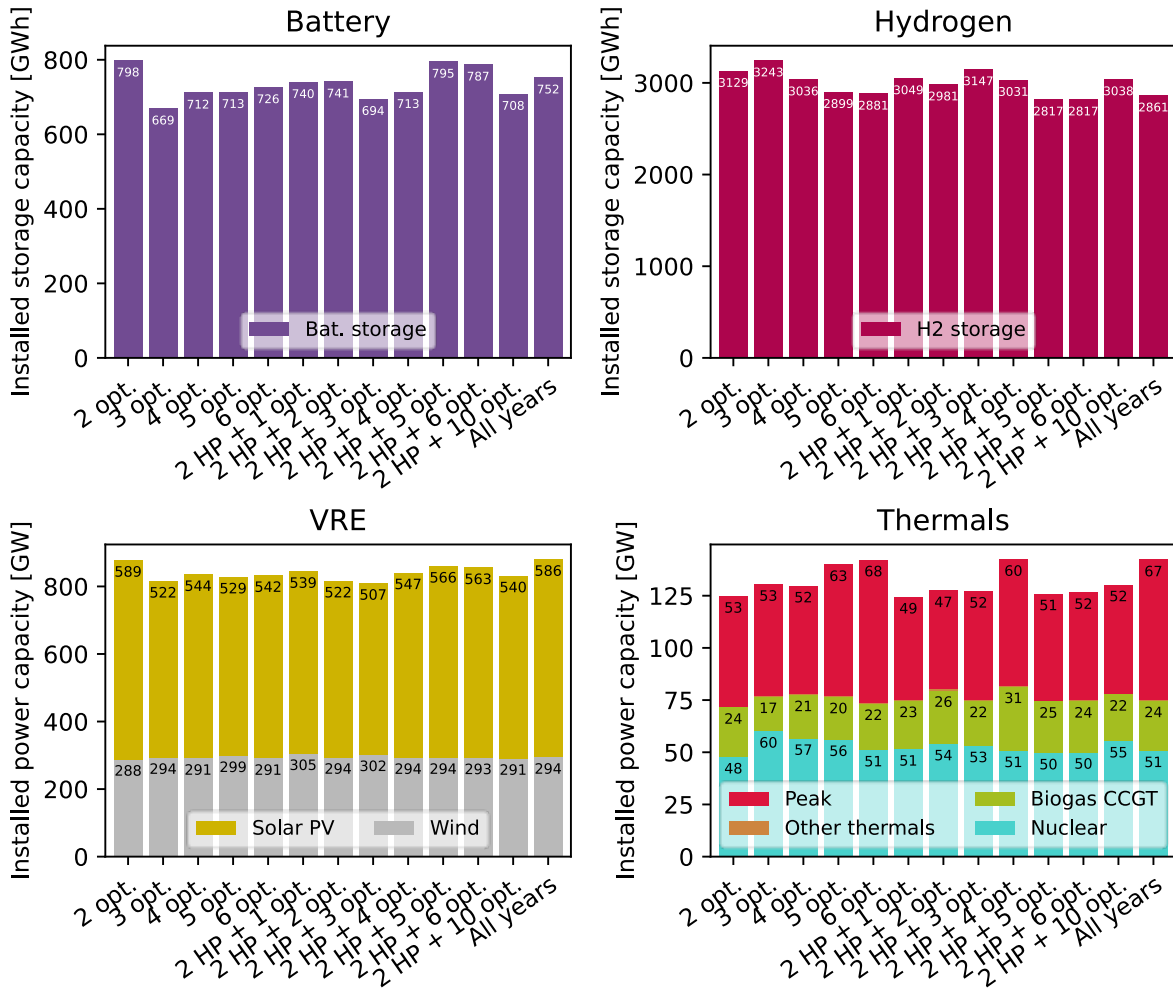 Battery
Installed storage capacity [GWh]
800
600
400
200
0
798 669 712 713 726 740 741 694 713 795 787 708 752
Bat. storage
2 opt.
3 opt.
4 opt.
5 opt.
6 opt.
2 HP + 1 opt.
2 HP + 2 opt.
2 HP + 3 opt.
2 HP + 4 opt.
2 HP + 5 opt.
2 HP + 6 opt.
2 HP + 10 opt.
All years
Hydrogen
Installed storage capacity [GWh]
3000
2000
1000
0
3129 3243 3036 2899 2881 3049 2981 3147 3031 2817 2817 3038 2861
H2 storage
2 opt.
3 opt.
4 opt.
5 opt.
6 opt.
2 HP + 1 opt.
2 HP + 2 opt.
2 HP + 3 opt.
2 HP + 4 opt.
2 HP + 5 opt.
2 HP + 6 opt.
2 HP + 10 opt.
All years
VRE
Installed power capacity [GW]
800
600
400
200
0
589 522 544 529 542 539 522 507 547 566 563 540 586
288 294 291 299 291 305 294 302 294 294 293 291 294
Solar PV
Wind
2 opt.
3 opt.
4 opt.
5 opt.
6 opt.
2 HP + 1 opt.
2 HP + 2 opt.
2 HP + 3 opt.
2 HP + 4 opt.
2 HP + 5 opt.
2 HP + 6 opt.
2 HP + 10 opt.
All years
Thermals
Installed power capacity [GW]
125
100
75
50
25
0
53 53 52 63 68 49 47 52 60 51 52 52 67
24 17 21 20 22 23 26 22 31 25 24 22 24
48 60 57 56 51 51 54 53 51 50 50 55 51
Peak
Other thermals
Biogas CCGT
Nuclear
2 opt.
3 opt.
4 opt.
5 opt.
6 opt.
2 HP + 1 opt.
2 HP + 2 opt.
2 HP + 3 opt.
2 HP + 4 opt.
2 HP + 5 opt.
2 HP + 6 opt.
2 HP + 10 opt.
All years